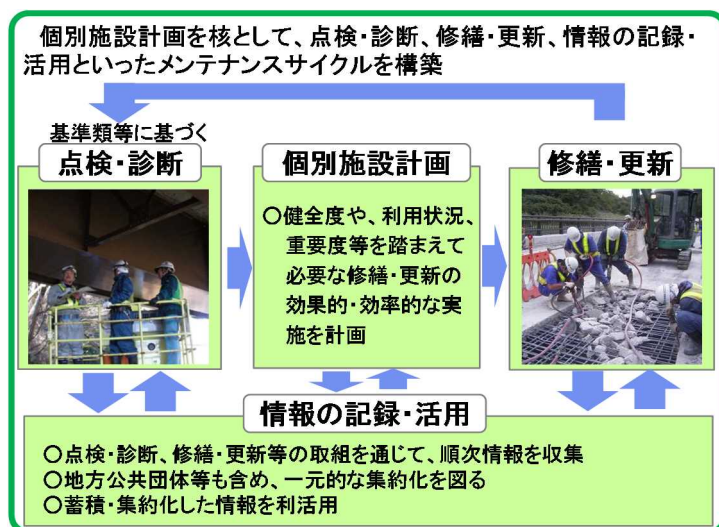 個別施設計画を核として、点検・診断、修繕・更新、情報の記録・
活用といったメンテナンスサイクルを構築
基準類等に基づく
点検・診断
個別施設計画
修繕・更新
○健全度や、利用状況、
重要度等を踏まえて
必要な修繕・更新の
効果的・効率的な実
施を計画
情報の記録・活用
○点検・診断、修繕・更新等の取組を通じて、順次情報を収集
○地方公共団体等も含め、一元的な集約化を図る
○蓄積・集約化した情報を利活用